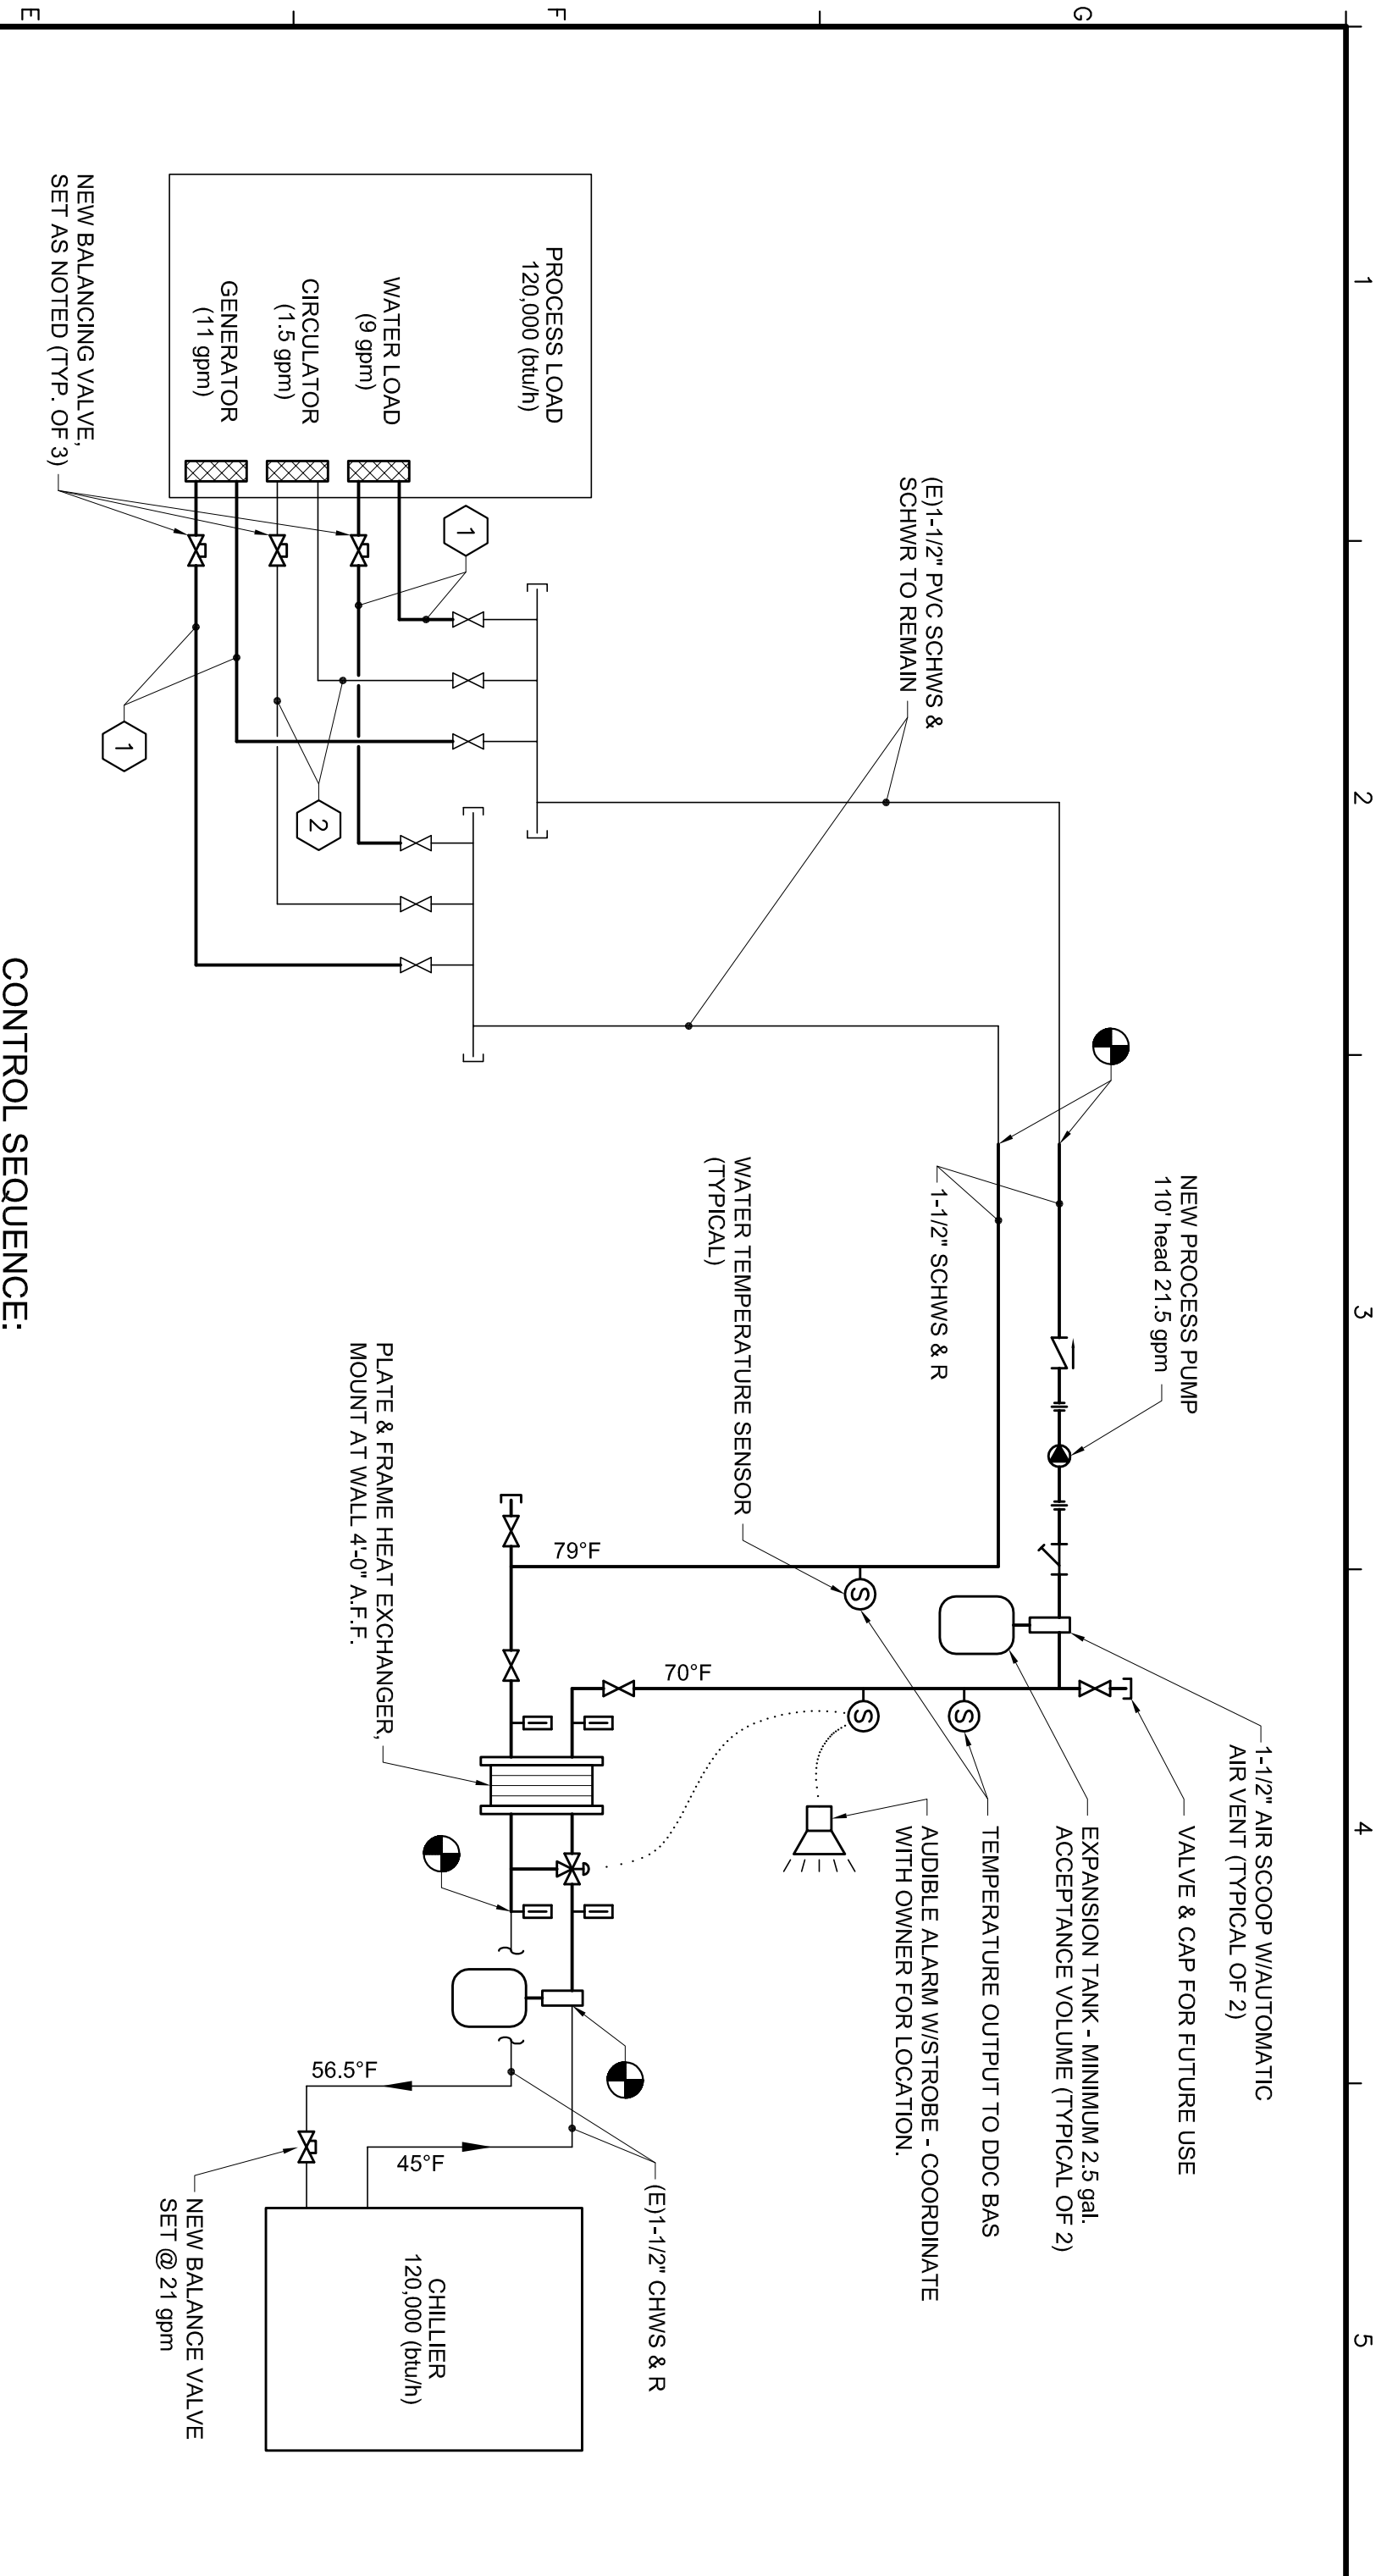 1
2
3
4
5
G
F
E
1-1/2" AIR SCOOP W/AUTOMATIC
AIR VENT (TYPICAL OF 2)
NEW PROCESS PUMP
110' head 21.5 gpm
VALVE & CAP FOR FUTURE USE
EXPANSION TANK - MINIMUM 2.5 gal.
ACCEPTANCE VOLUME (TYPICAL OF 2)
TEMPERATURE OUTPUT TO DDC BAS
AUDIBLE ALARM W/STROBE - COORDINATE
WITH OWNER FOR LOCATION.
(E)1-1/2" PVC SCHWS &
SCHWR TO REMAIN
1-1/2" SCHWS & R
S
S
S
WATER TEMPERATURE SENSOR
(TYPICAL)
79°F
70°F
(E)1-1/2" CHWS & R
PROCESS LOAD
120,000 (btu/h)
1
WATER LOAD
(9 gpm)
CIRCULATOR
(1.5 gpm)
GENERATOR
(11 gpm)
2
1
PLATE & FRAME HEAT EXCHANGER,
MOUNT AT WALL 4'-0" A.F.F.
56.5°F
45°F
CHILLIER
120,000 (btu/h)
NEW BALANCE VALVE
SET @ 21 gpm
NEW BALANCING VALVE,
SET AS NOTED (TYP. OF 3)
CONTROL SEQUENCE: